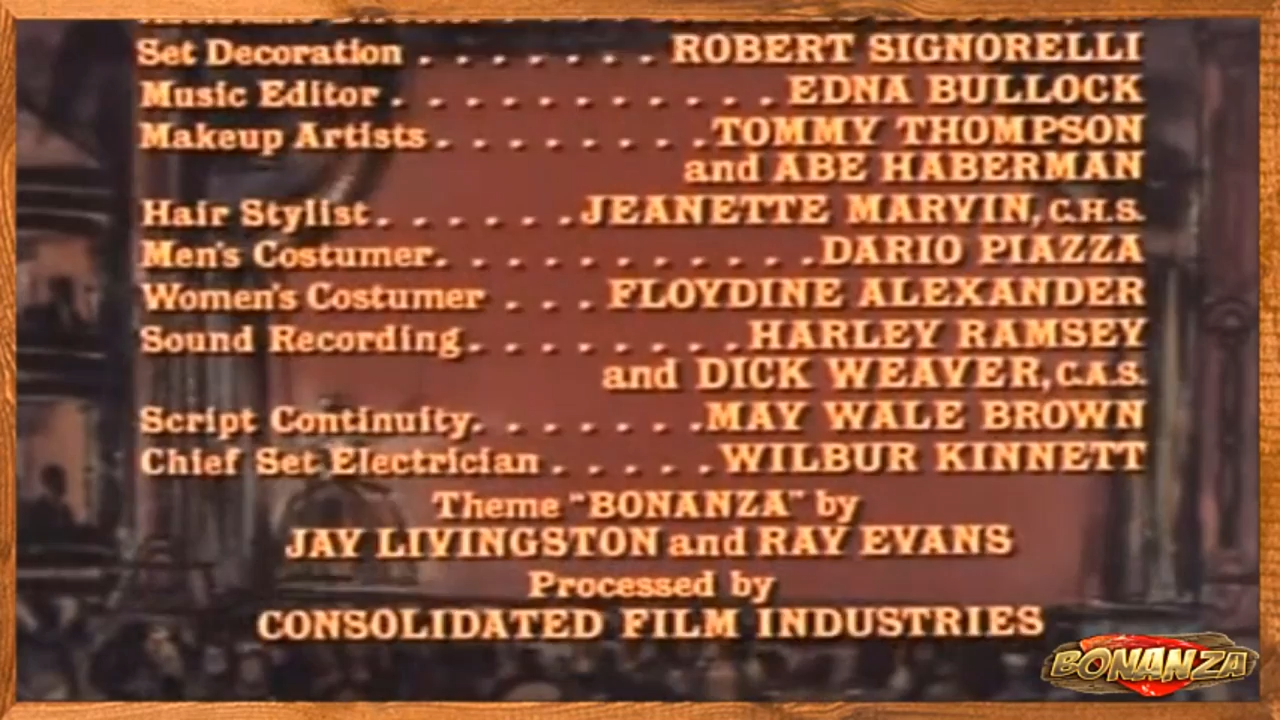 Set Decoration . . . . . . . ROBERT SIGNORELLI
Music Editor . . . . . . . . . . . EDNA BULLOCK
Makeup Artists . . . . . . . . TOMMY THOMPSON
and ABE HABERMAN
Hair Stylist . . . . . . JEANETTE MARVIN, C.H.S.
Men's Costumer . . . . . . . . . . . DARIO PIAZZA
Women's Costumer . . . FLOYDINE ALEXANDER
Sound Recording . . . . . . . . HARLEY RAMSEY
and DICK WEAVER, C.A.S.
Script Continuity . . . . . . . MAY WALE BROWN
Chief Set Electrician . . . . . WILBUR KINNETT
Theme "BONANZA" by
JAY LIVINGSTON and RAY EVANS
Processed by
CONSOLIDATED FILM INDUSTRIES
BONANZA